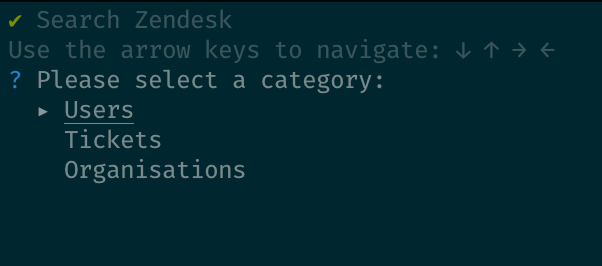 ✔ Search Zendesk
Use the arrow keys to navigate: ↓ ↑ → ←
? Please select a category:
▸ Users
Tickets
Organisations